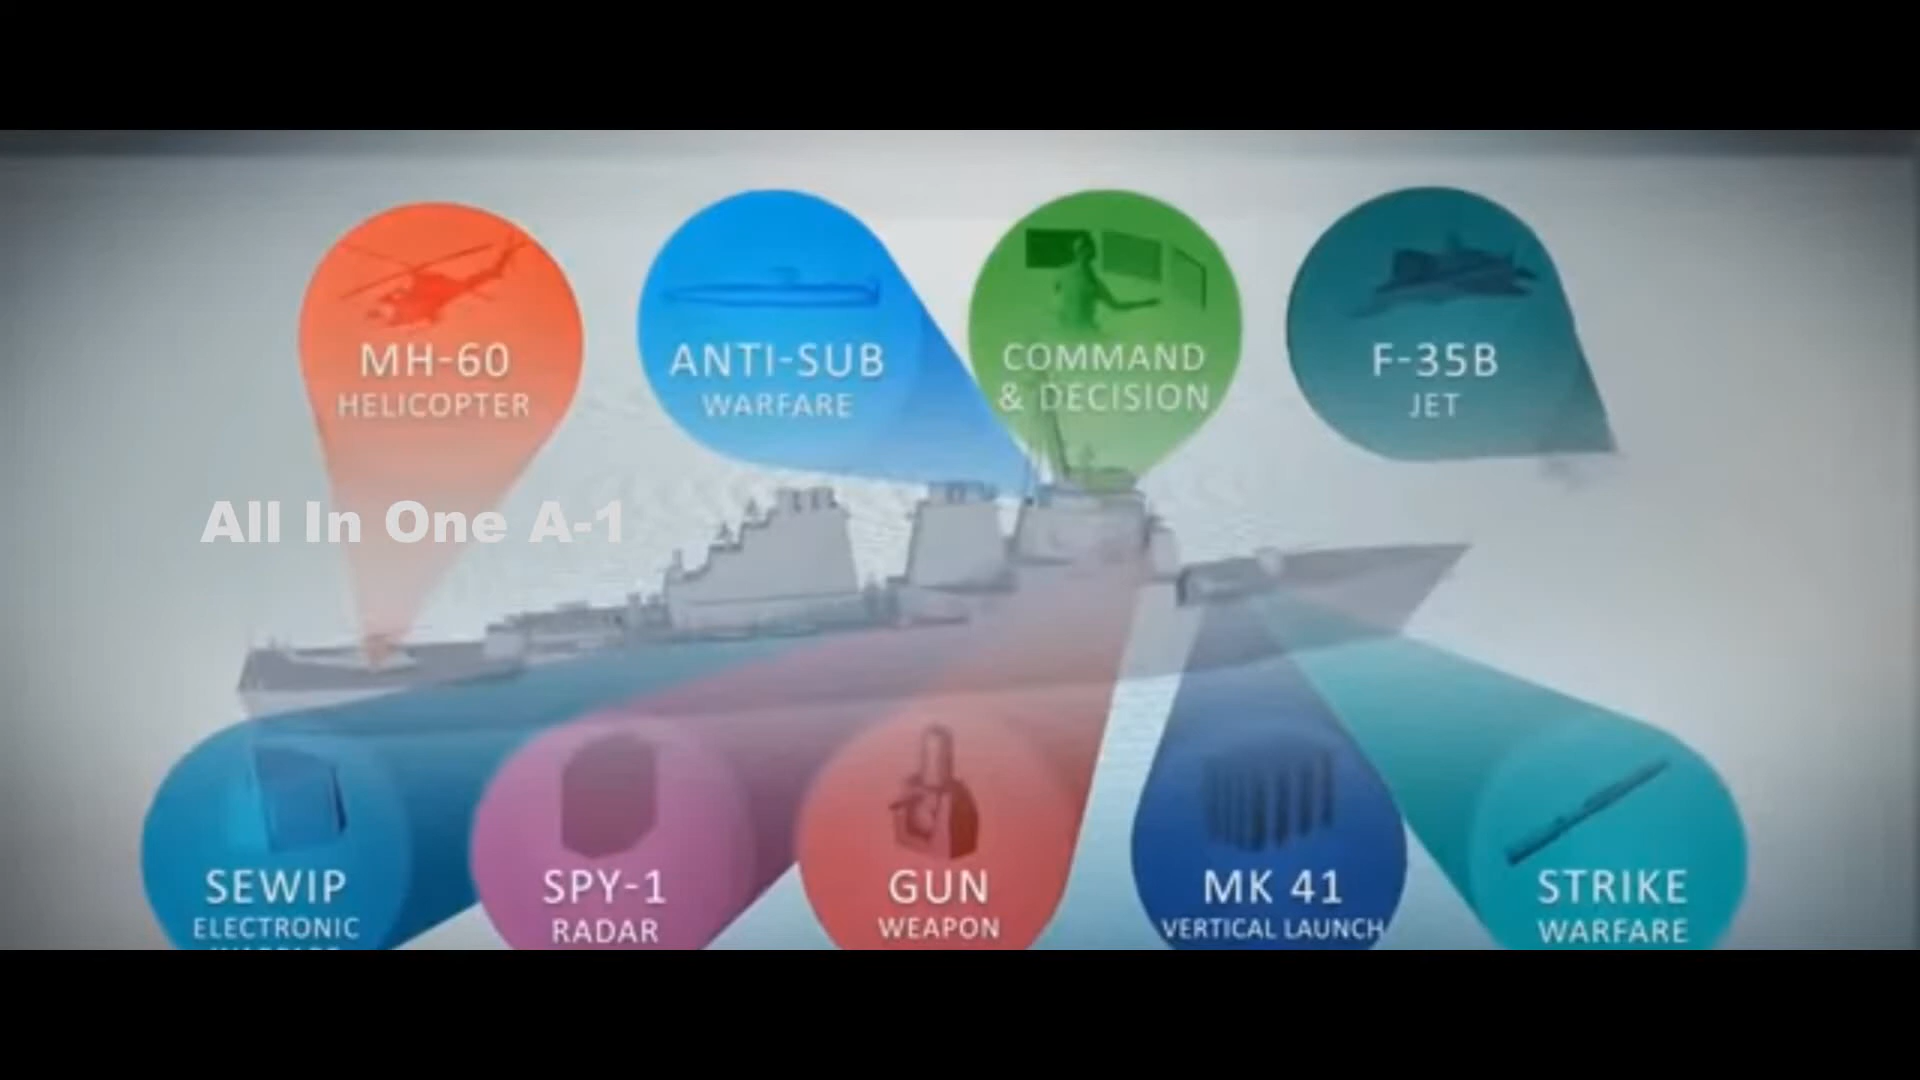 MH-60
HELICOPTER
ANTI-SUB
WARFARE
COMMAND
& DECISION
F-35B
JET
All In One A-1
SEWIP
ELECTRONIC
WARFARE
SPY-1
RADAR
GUN
WEAPON
MK 41
VERTICAL LAUNCH
STRIKE
WARFARE